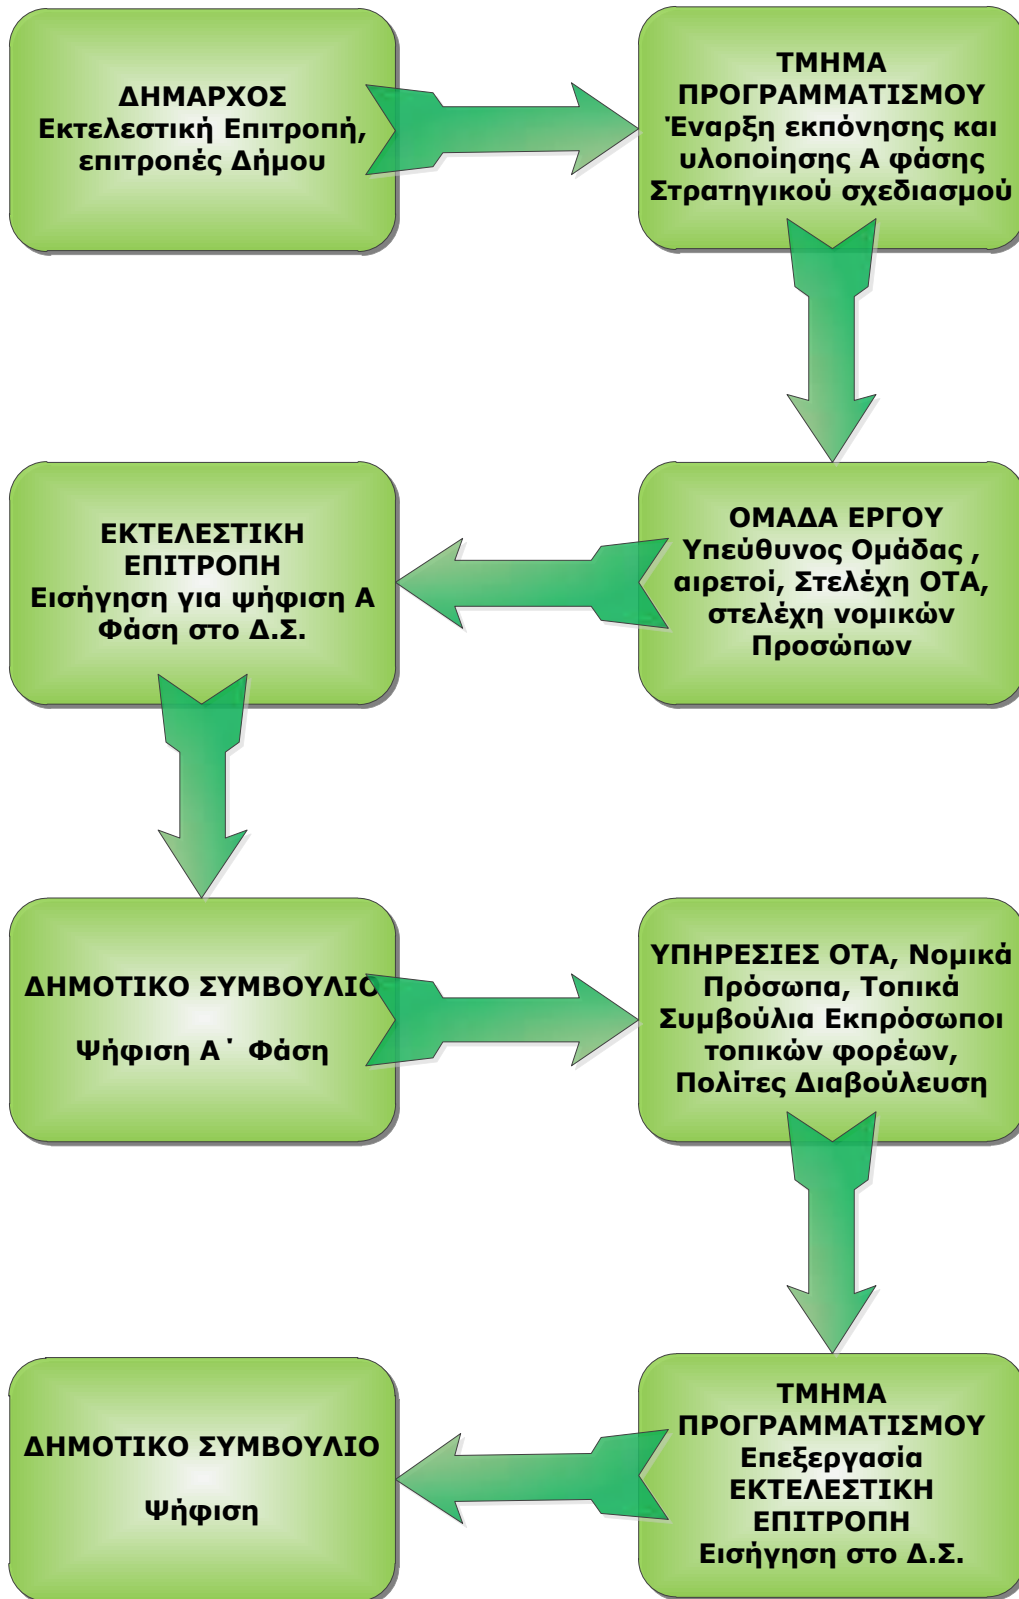 ΔΗΜΑΡΧΟΣ
Εκτελεστική Επιτροπή,
επιτροπές Δήμου
ΤΜΗΜΑ
ΠΡΟΓΡΑΜΜΑΤΙΣΜΟΥ
Έναρξη εκπόνησης και
υλοποίησης Α φάσης
Στρατηγικού σχεδιασμού
ΟΜΑΔΑ ΕΡΓΟΥ
Υπεύθυνος Ομάδας ,
αιρετοί, Στελέχη ΟΤΑ,
στελέχη νομικών
Προσώπων
ΕΚΤΕΛΕΣΤΙΚΗ
ΕΠΙΤΡΟΠΗ
Εισήγηση για ψήφιση Α
Φάση στο Δ.Σ.
ΔΗΜΟΤΙΚΟ ΣΥΜΒΟΥΛΙΟ
Ψήφιση Α΄ Φάση
ΥΠΗΡΕΣΙΕΣ ΟΤΑ, Νομικά
Πρόσωπα, Τοπικά
Συμβούλια Εκπρόσωποι
τοπικών φορέων,
Πολίτες Διαβούλευση
ΤΜΗΜΑ
ΠΡΟΓΡΑΜΜΑΤΙΣΜΟΥ
Επεξεργασία
ΕΚΤΕΛΕΣΤΙΚΗ
ΕΠΙΤΡΟΠΗ
Εισήγηση στο Δ.Σ.
ΔΗΜΟΤΙΚΟ ΣΥΜΒΟΥΛΙΟ
Ψήφιση